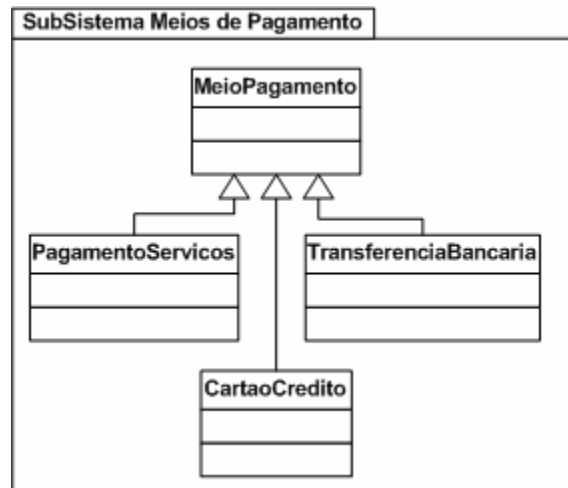 SubSistema Meios de Pagamento
MeioPagamento
PagamentoServicos
TransferenciaBancaria
CartaoCredito